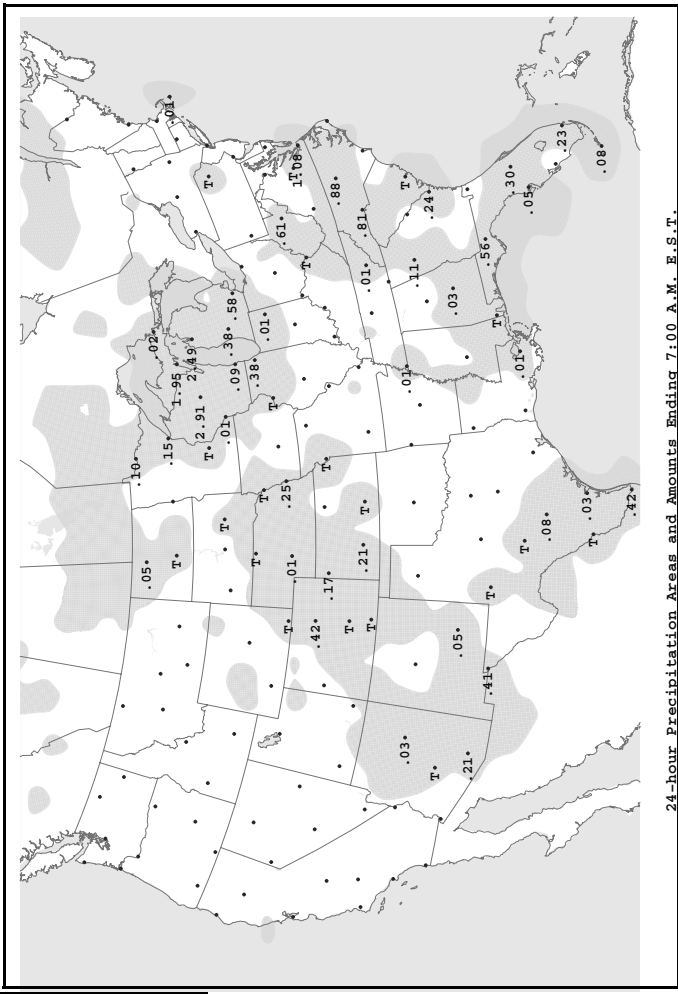 .10
.05
.02
.15
.01
T
1.95
2.49
2.91
T
T
T
.01
.38
.58
.09
.38
T
T
.01
T
.61
.25
T
.01
T
1.08
T
.42
T
.17
.88
T
.21
.81
T
.01
T
.03
.01
T
.11
.24
T
.03
.05
.21
.56
.41
T
T
.30
.01
T
.05
.08
.23
.03
T
.08
.42
24-hour Precipitation Areas and Amounts Ending 7:00 A.M. E.S.T.